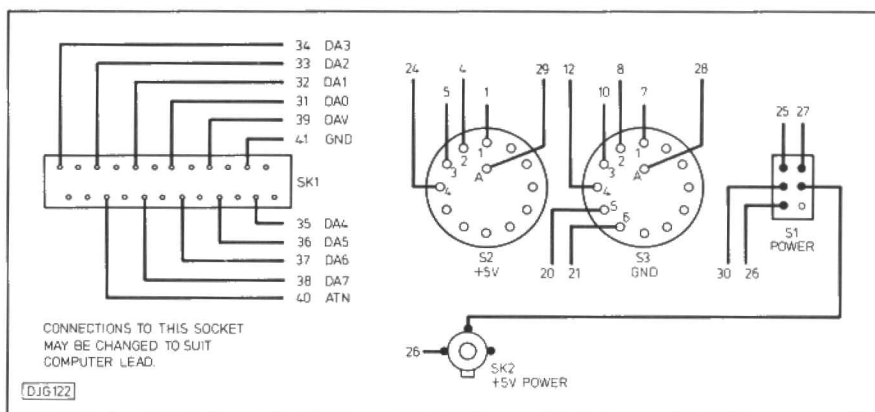 34 DA3
33 DA2
32 DA1
31 DA0
39 DAV
41 GND
SK1
35 DA4
36 DA5
37 DA6
38 DA7
40 ATN
CONNECTIONS TO THIS SOCKET
MAY BE CHANGED TO SUIT
COMPUTER LEAD.
DJG122
24
5
4
1
29
1
2
3
4
A
S2
+5V
12
10
8
7
28
1
2
3
4
5
6
A
20
21
S3
GND
25
27
30
26
S1
POWER
26
SK2
+5V POWER